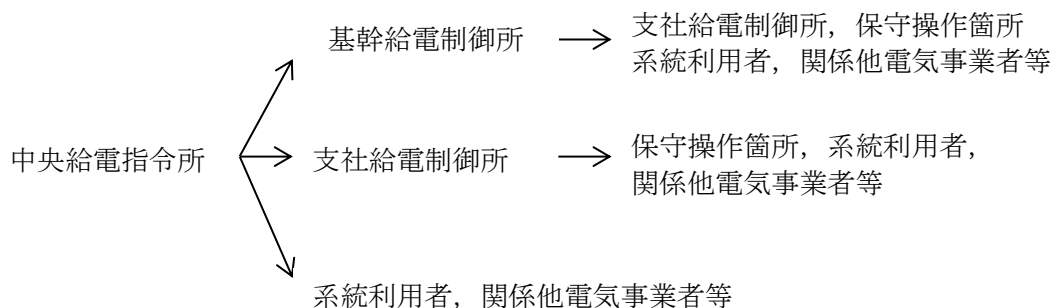 基幹給電制御所
支社給電制御所，保守操作箇所
系統利用者，関係他電気事業者等
中央給電指令所
支社給電制御所
保守操作箇所，系統利用者，
関係他電気事業者等
系統利用者，関係他電気事業者等